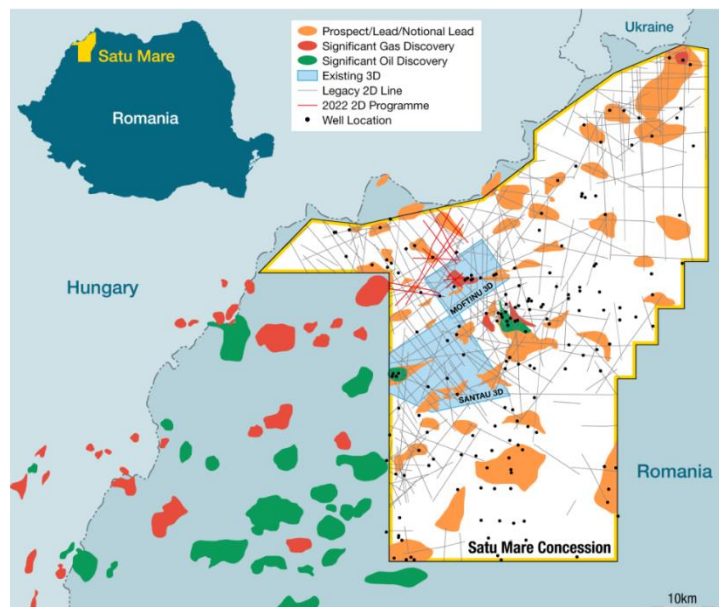 Satu Mare
Romania
Prospect/Lead/Notional Lead
Significant Gas Discovery
Significant Oil Discovery
Existing 3D
Legacy 2D Line
2022 2D Programme
Well Location
Ukraine
Hungary
MOFTINU 3D
SANTAU 3D
Romania
Satu Mare Concession
10km